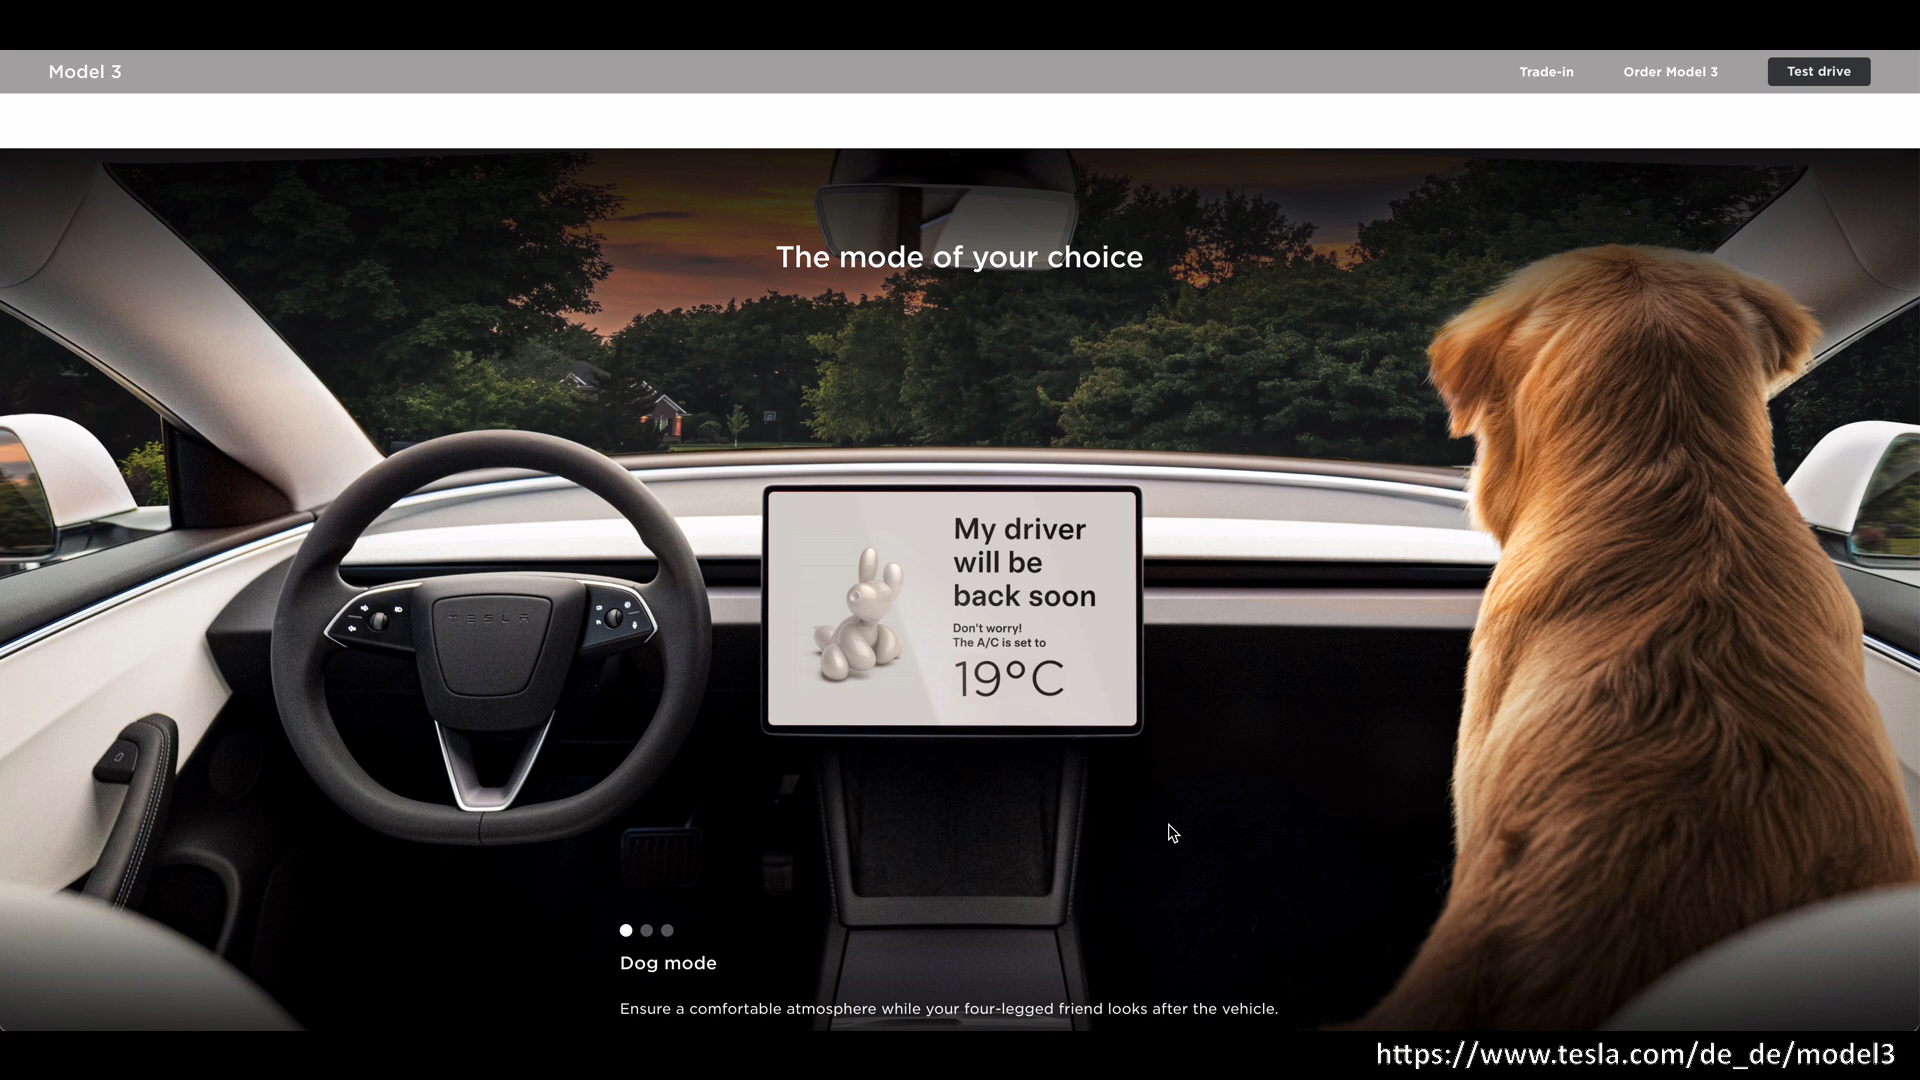 Model 3
Trade-in
Order Model 3
Test drive
The mode of your choice
TESLA
My driver
will be
back soon
Don't worry!
The A/C is set to
19°C
Dog mode
Ensure a comfortable atmosphere while your four-legged friend looks after the vehicle.
https://www.tesla.com/de_de/model3